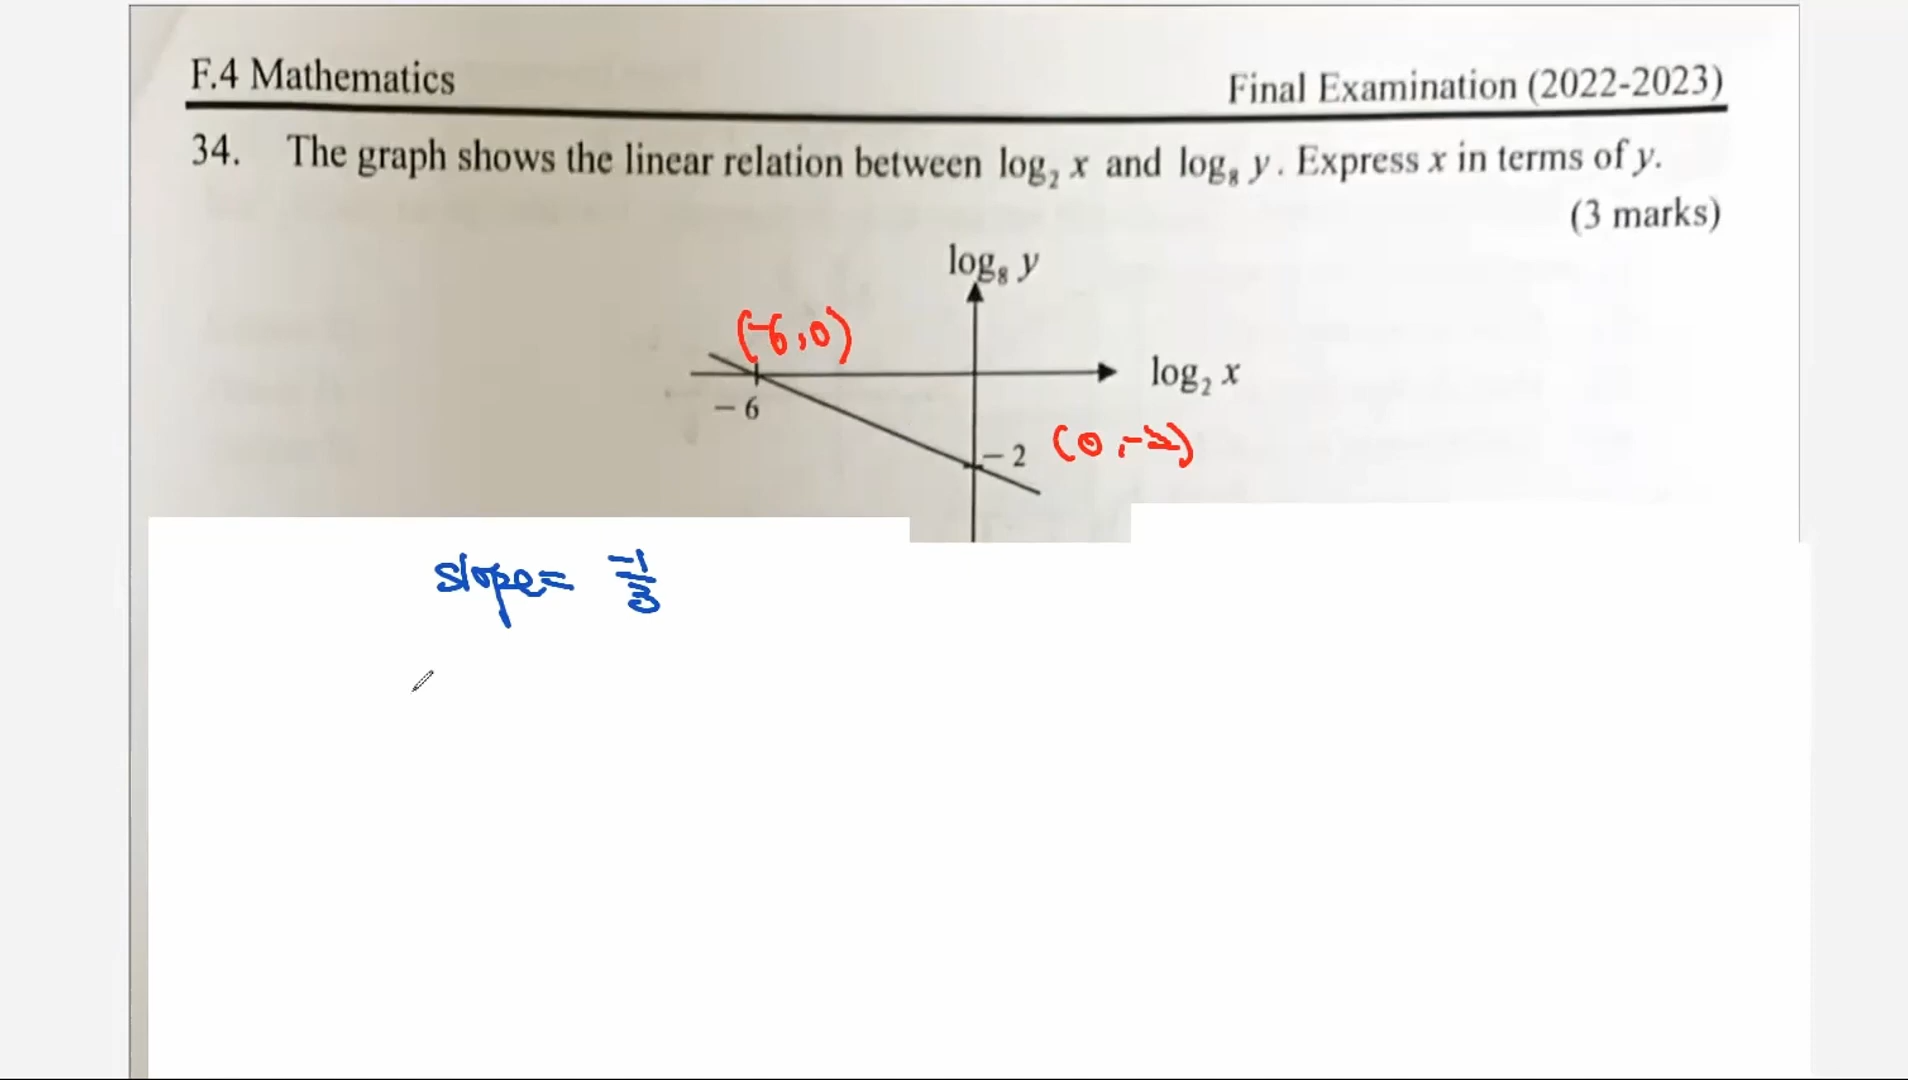 F.4 Mathematics Final Examination (2022-2023)
34. The graph shows the linear relation between log₂ x and log₈ y. Express x in terms of y.
(3 marks)
log₈ y
(-6,0)
log₂ x
– 6
– 2 (0,-2)
slope= -1/3